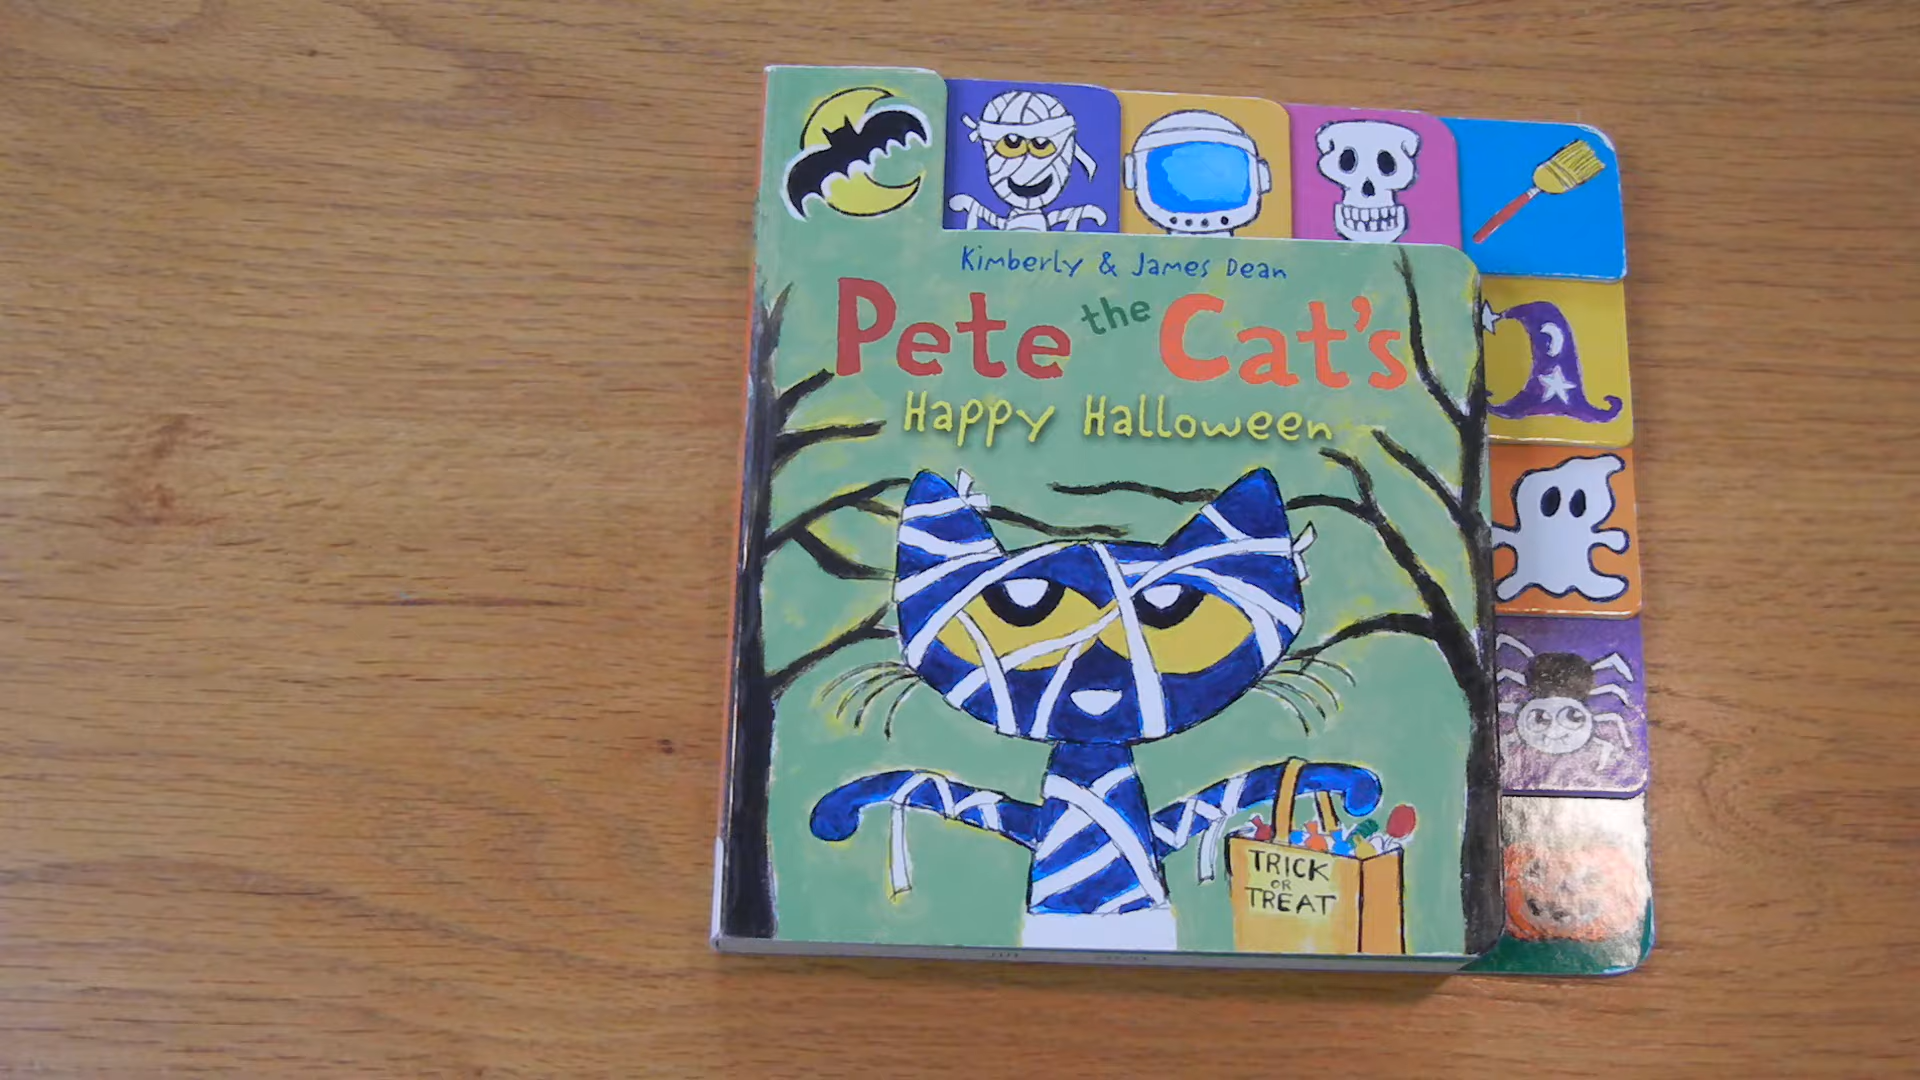 Kimberly & James Dean
Pete the Cat's
Happy Halloween
TRICK
OR
TREAT